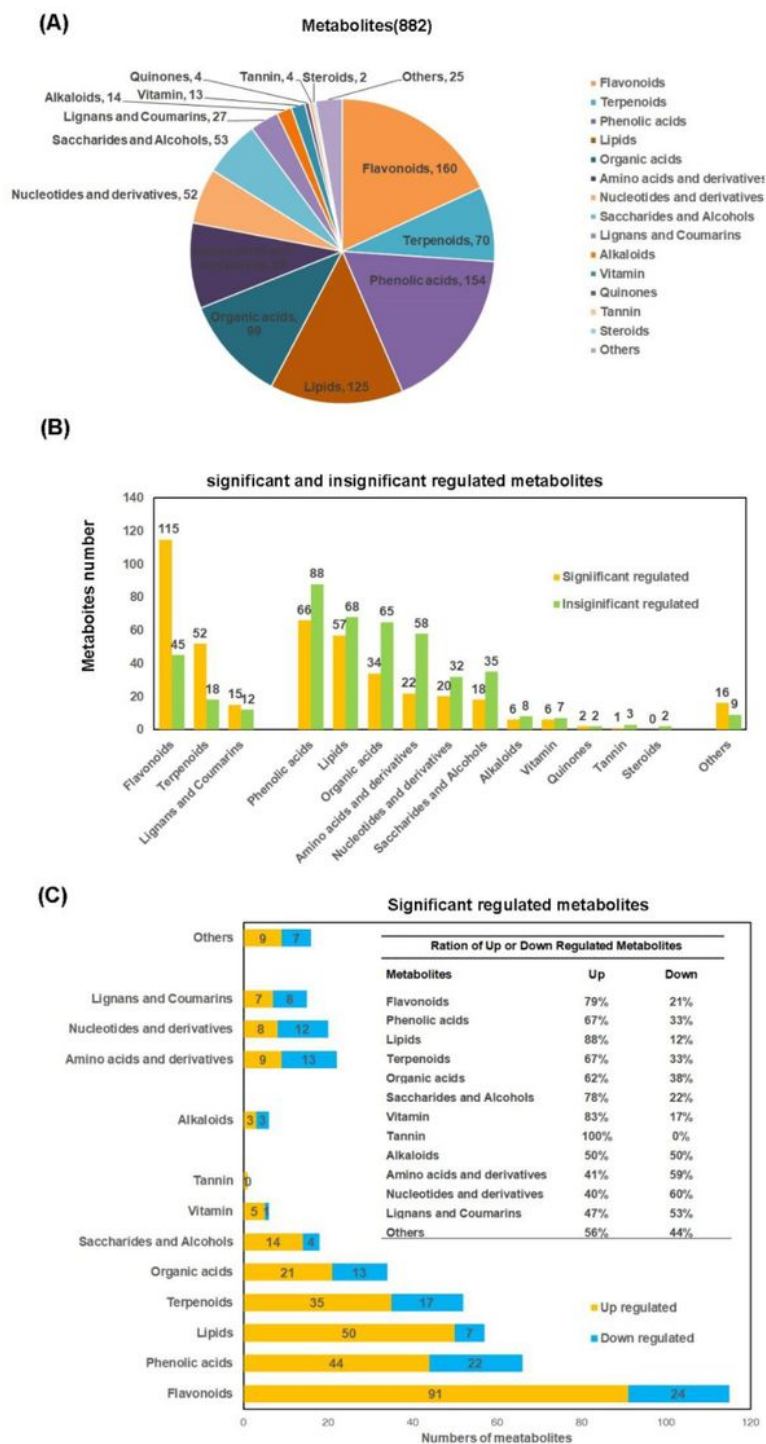 (A)
Metabolites(882)
Quinones, 4
Tannin, 4
Steroids, 2
Others, 25
Alkaloids, 14
Vitamin, 13
Lignans and Coumarins, 27
Saccharides and Alcohols, 53
Nucleotides and derivatives, 52
Flavonoids, 160
Terpenoids, 70
Phenolic acids, 154
Organic acids,
99
Lipids, 125
Flavonoids
Terpenoids
Phenolic acids
Lipids
Organic acids
Amino acids and derivatives
Nucleotides and derivatives
Saccharides and Alcohols
Lignans and Coumarins
Alkaloids
Vitamin
Quinones
Tannin
Steroids
Others
(B)
significant and insignificant regulated metabolites
Metaboites number
140
120
100
80
60
40
20
0
115
45
52
18
15
12
66
88
57
68
34
65
22
58
20
32
18
35
6
8
6
7
2
2
1
3
0
2
16
9
Signiificant regulated
Insiginificant regulated
Flavonoids
Terpenoids
Lignans and Coumarins
Phenolic acids
Lipids
Organic acids
Amino acids and derivatives
Nucleotides and derivatives
Saccharides and Alcohols
Alkaloids
Vitamin
Quinones
Tannin
Steroids
Others
(C)
Significant regulated metabolites
Others 9 7
Lignans and Coumarins 7 8
Nucleotides and derivatives 8 12
Amino acids and derivatives 9 13
Alkaloids 3 3
Tannin 1 0
Vitamin 5 1
Saccharides and Alcohols 14 4
Organic acids 21 13
Terpenoids 35 17
Lipids 50 7
Phenolic acids 44 22
Flavonoids 91 24
Ration of Up or Down Regulated Metabolites
Metabolites Up Down
Flavonoids 79% 21%
Phenolic acids 67% 33%
Lipids 88% 12%
Terpenoids 67% 33%
Organic acids 62% 38%
Saccharides and Alcohols 78% 22%
Vitamin 83% 17%
Tannin 100% 0%
Alkaloids 50% 50%
Amino acids and derivatives 41% 59%
Nucleotides and derivatives 40% 60%
Lignans and Coumarins 47% 53%
Others 56% 44%
Up regulated
Down regulated
0 20 40 60 80 100 120
Numbers of meatabolites